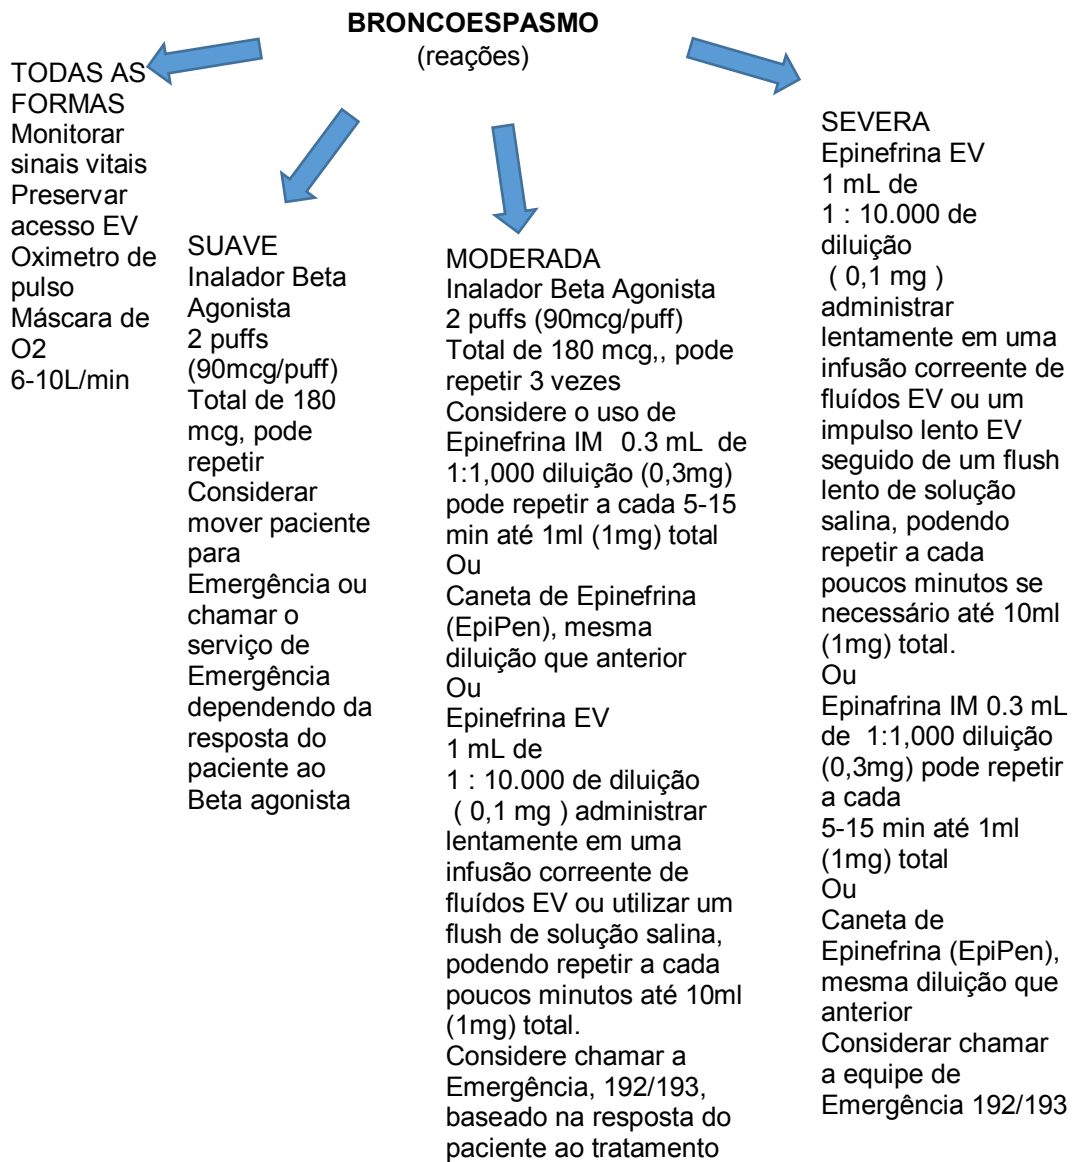 BRONCOESPASMO
(reações)
TODAS AS
FORMAS
Monitorar
sinais vitais
Preservar
acesso EV
Oximetro de
pulso
Máscara de
O2
6-10L/min
SUAVE
Inalador Beta
Agonista
2 puffs
(90mcg/puff)
Total de 180
mcg, pode
repetir
Considerar
mover paciente
para
Emergência ou
chamar o
serviço de
Emergência
dependendo da
resposta do
paciente ao
Beta agonista
MODERADA
Inalador Beta Agonista
2 puffs (90mcg/puff)
Total de 180 mcg,, pode
repetir 3 vezes
Considere o uso de
Epinefrina IM 0.3 mL de
1:1,000 diluição (0,3mg)
pode repetir a cada 5-15
min até 1ml (1mg) total
Ou
Caneta de Epinefrina
(EpiPen), mesma
diluição que anterior
Ou
Epinefrina EV
1 mL de
1 : 10.000 de diluição
( 0,1 mg ) administrar
lentamente em uma
infusão correente de
fluídos EV ou utilizar um
flush de solução salina,
podendo repetir a cada
poucos minutos até 10ml
(1mg) total.
Considere chamar a
Emergência, 192/193,
baseado na resposta do
paciente ao tratamento
SEVERA
Epinefrina EV
1 mL de
1 : 10.000 de
diluição
( 0,1 mg )
administrar
lentamente em uma
infusão correente de
fluídos EV ou um
impulso lento EV
seguido de um flush
lento de solução
salina, podendo
repetir a cada
poucos minutos se
necessário até 10ml
(1mg) total.
Ou
Epinafrina IM 0.3 mL
de 1:1,000 diluição
(0,3mg) pode repetir
a cada
5-15 min até 1ml
(1mg) total
Ou
Caneta de
Epinefrina (EpiPen),
mesma diluição que
anterior
Considerar chamar
a equipe de
Emergência 192/193